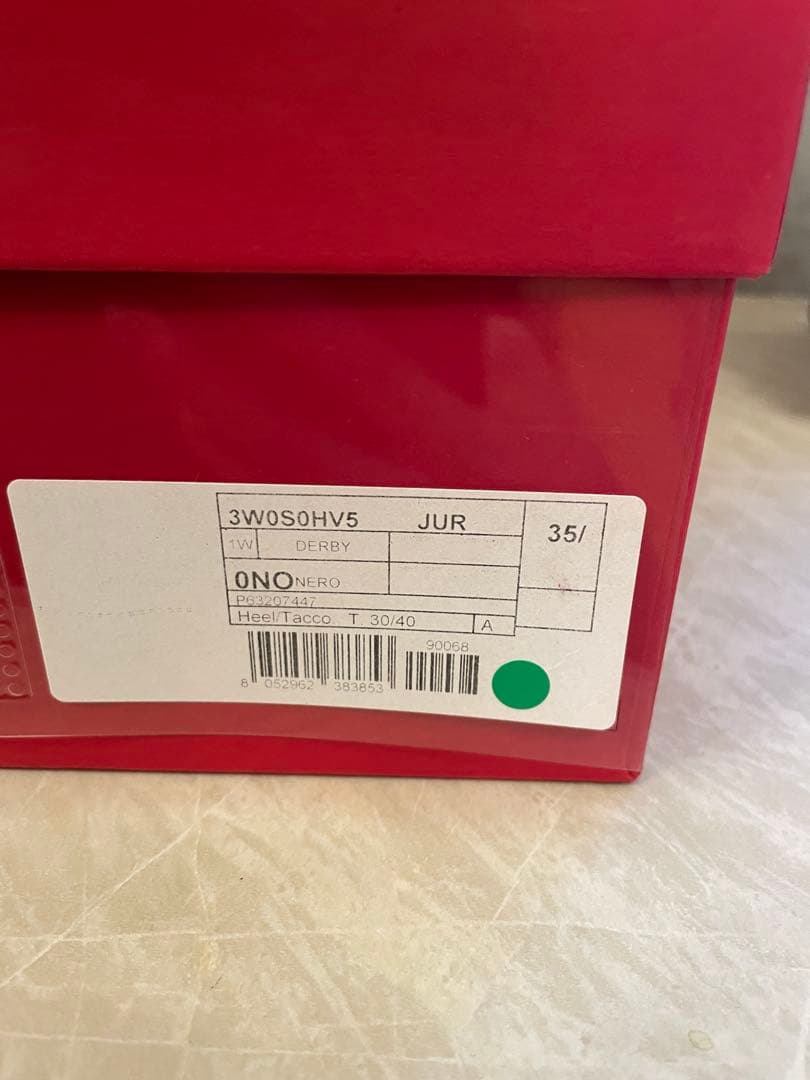 3W0S0HV5 JUR 35/
1W DERBY
0NO NERO
P63207447
Heel/Tacco T 30/40 A
90068
8 052962 383853